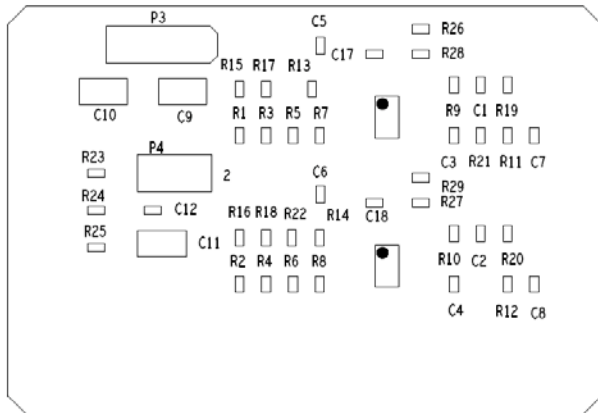 P3
C5
R26
C17
R28
R15 R17 R13
C10
C9
R1 R3 R5 R7
R9 C1 R19
R23
P4
C3 R21 R11 C7
2
C6
R29
R24
C12
R27
R16 R18 R22 R14
C18
R25
C11
R2 R4 R6 R8
R10 C2 R20
C4 R12 C8